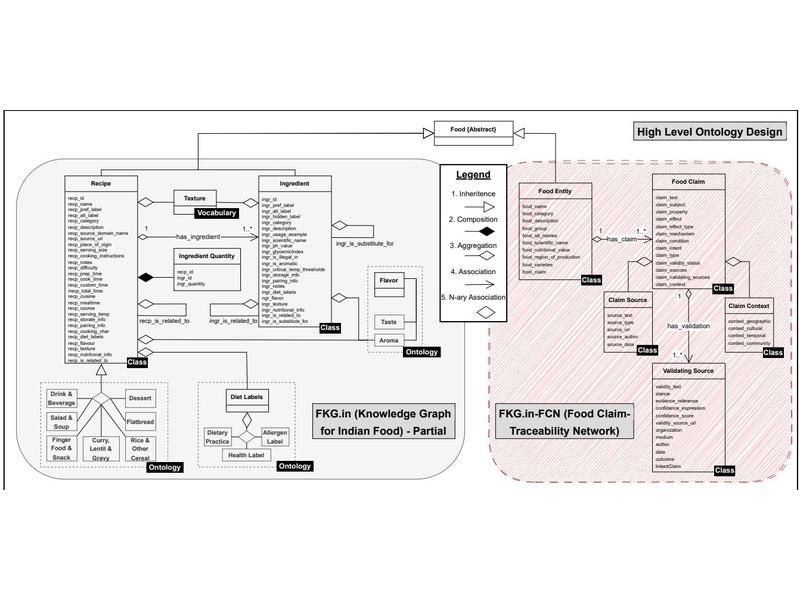 Food (Abstract)
High Level Ontology Design
Legend
1. Inheritence
2. Composition
3. Aggregation
4. Association
5. N-ary Association
Recipe
recp_id
recp_name
recp_pref_label
recp_alt_label
recp_category
recp_description
recp_source_domain_name
recp_source_url
recp_place_of_origin
recp_serving_size
recp_cooking_instructions
recp_notes
recp_difficulty
recp_prep_time
recp_cook_time
recp_custom_time
/recp_total_time
recp_cuisine
recp_mealtime
recp_course
recp_serving_temp
recp_storate_info
recp_pairing_info
recp_cooking_char
recp_diet_labels
recp_flavour
recp_texture
recp_nutritional_info
recp_is_related_to
Class
Texture
Vocabulary
1
has_ingredient
1..*
Ingredient Quantity
recp_id
ingr_id
ingr_quantity
recp_is_related_to
ingr_is_related_to
Ingredient
ingr_id
ingr_pref_label
ingr_alt_label
ingr_hidden_label
ingr_category
ingr_description
ingr_usage_example
ingr_scientific_name
ingr_ph_value
ingr_glycemicIndex
ingr_is_illegal_in
ingr_is_aromatic
ingr_critical_temp_thresholds
ingr_storage_info
ingr_pairing_info
ingr_notes
ingr_diet_labels
ingr_flavor
ingr_texture
ingr_nutritional_info
ingr_is_related_to
ingr_is_substitute_for
Class
ingr_is_substitute_for
Flavor
Taste
Aroma
Ontology
Drink &
Beverage
Dessert
Salad &
Soup
Flatbread
Finger
Food &
Snack
Curry,
Lentil &
Gravy
Rice &
Other
Cereal
Ontology
Diet Labels
Dietary
Practice
Allergen
Label
Health Label
Ontology
FKG.in (Knowledge Graph
for Indian Food) - Partial
Food Entity
food_name
food_category
food_description
food_group
food_alt_names
food_scientific_name
food_nutritional_value
food_region_of_production
food_varieties
food_claim
Class
1
has_claim
1..*
Food Claim
claim_text
claim_subject
claim_property
claim_effect
claim_effect_type
claim_mechanism
claim_condition
claim_intent
claim_type
claim_validity_status
claim_sources
claim_validating_sources
claim_context
Class
Claim Source
source_text
source_type
source_url
source_author
source_date
Class
Claim Context
context_geographic
context_cultural
context_temporal
context_community
Class
1
has_validation
1..*
Validating Source
validity_text
stance
evidence_reference
confidence_expression
confidence_score
validity_source_url
organization
medium
author
date
outcome
linkedClaim
Class
FKG.in-FCN (Food Claim-
Traceability Network)